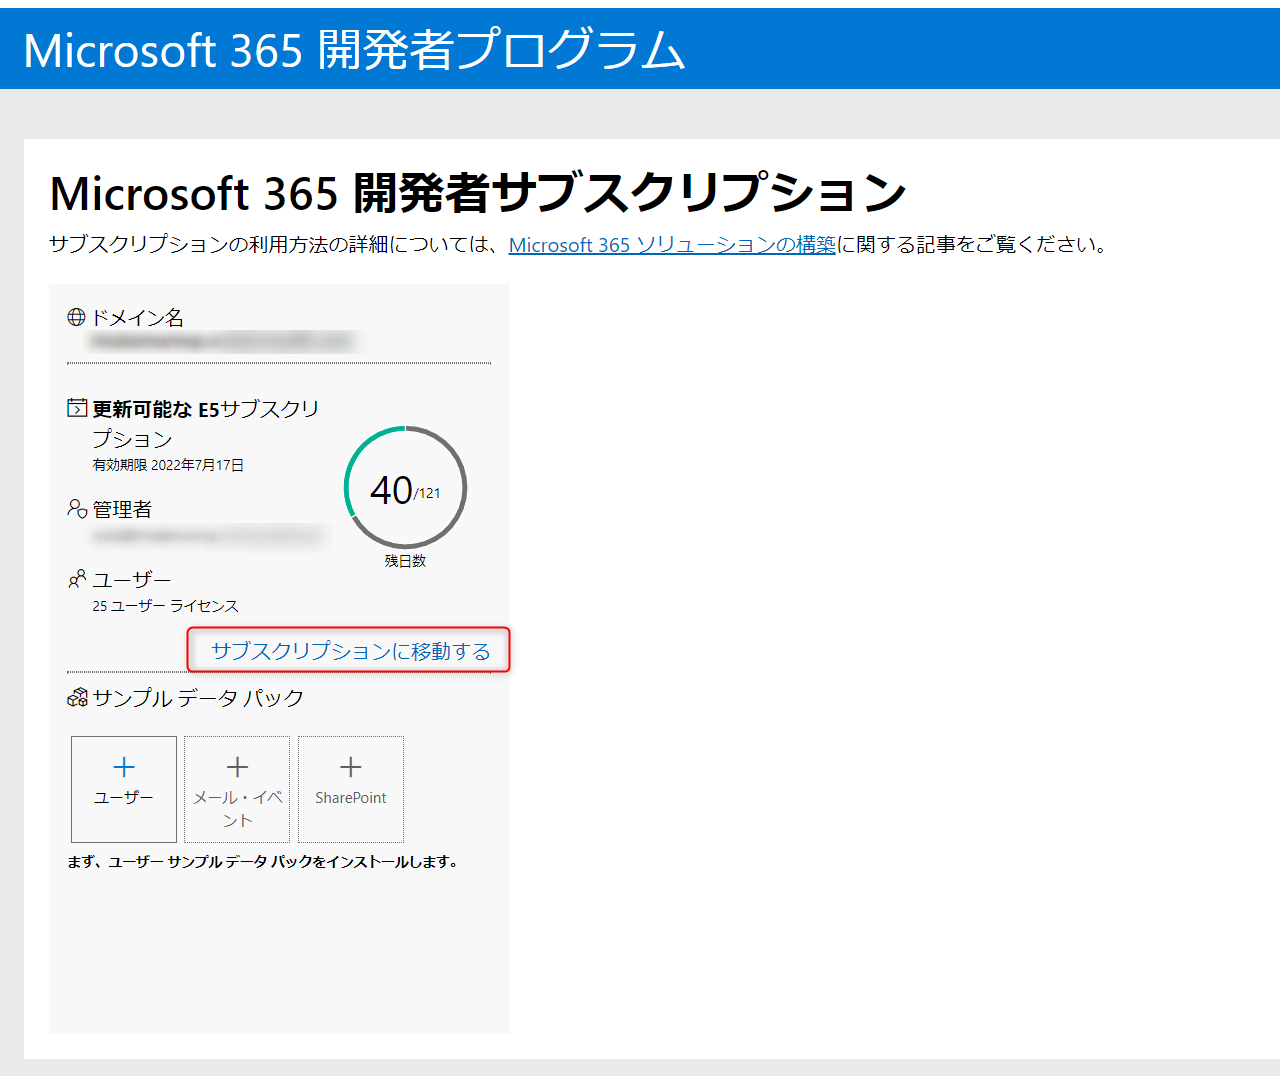 Microsoft 365 開発者プログラム
Microsoft 365 開発者サブスクリプション
サブスクリプションの利用方法の詳細については、Microsoft 365 ソリューションの構築に関する記事をご覧ください。
ドメイン名
更新可能な E5サブスクリ
プション
有効期限 2022年7月17日
40/121
残日数
管理者
ユーザー
25 ユーザー ライセンス
サブスクリプションに移動する
サンプル データ パック
ユーザー
メール・イベ
ント
SharePoint
まず、ユーザー サンプル データ パックをインストールします。